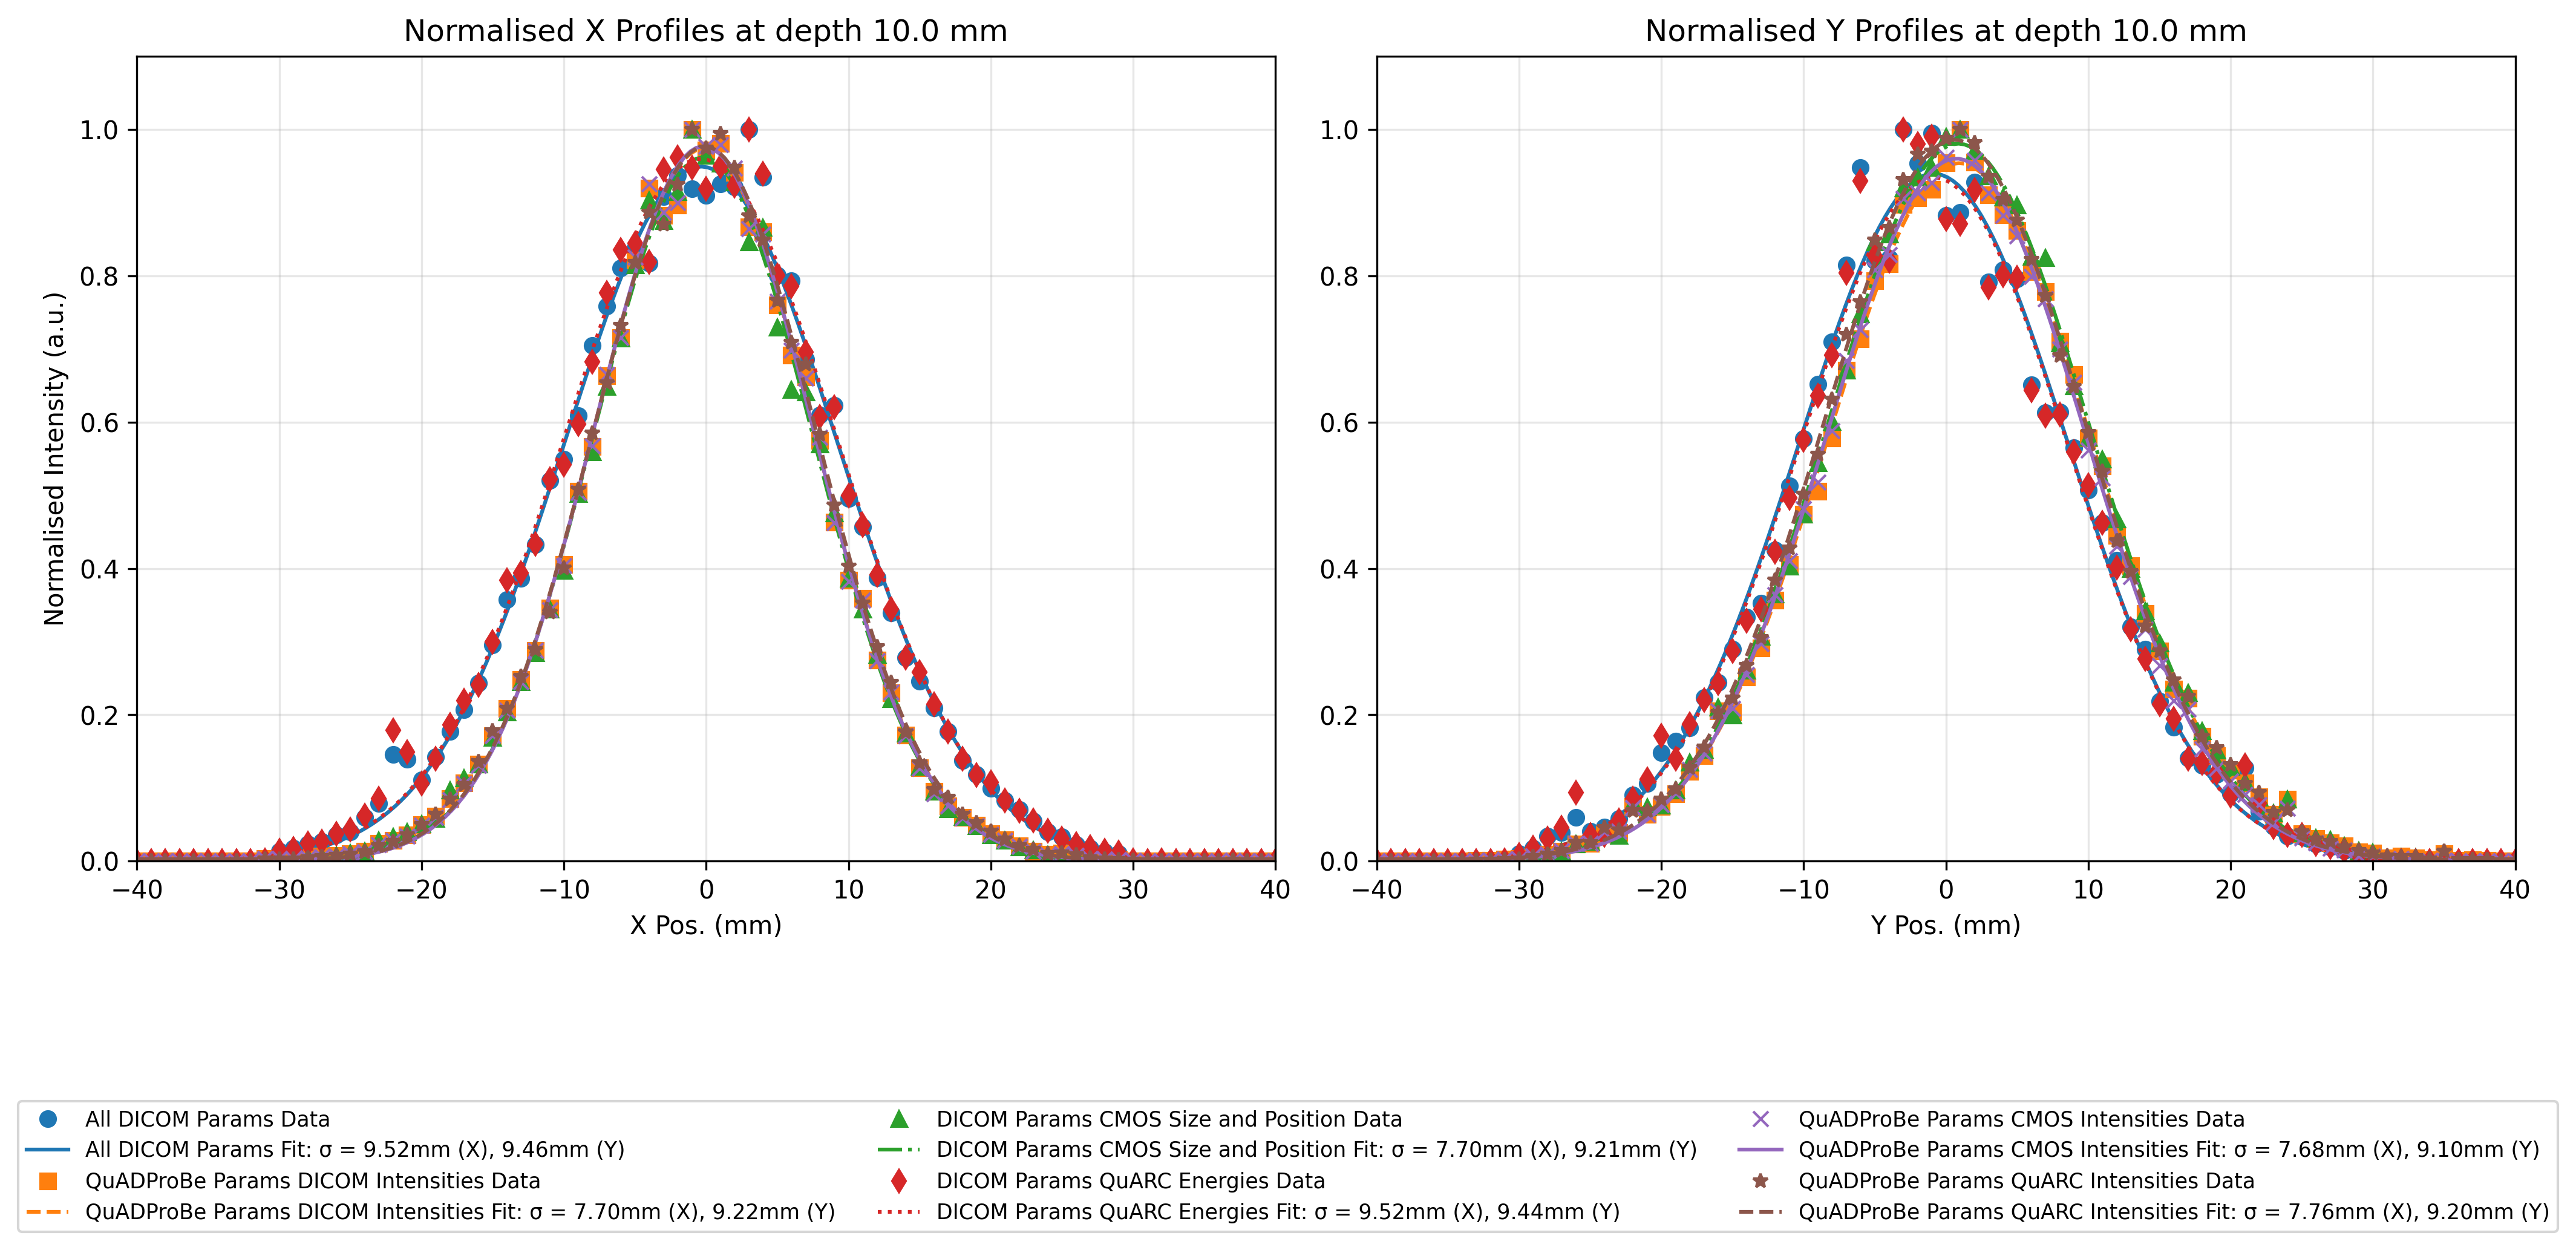 Normalised X Profiles at depth 10.0 mm
1.0
0.8
0.6
0.4
0.2
0.0
Normalised Intensity (a.u.)
−40 −30 −20 −10 0 10 20 30 40
X Pos. (mm)
Normalised Y Profiles at depth 10.0 mm
1.0
0.8
0.6
0.4
0.2
0.0
−40 −30 −20 −10 0 10 20 30 40
Y Pos. (mm)
All DICOM Params Data
All DICOM Params Fit: σ = 9.52mm (X), 9.46mm (Y)
QuADProBe Params DICOM Intensities Data
QuADProBe Params DICOM Intensities Fit: σ = 7.70mm (X), 9.22mm (Y)
DICOM Params CMOS Size and Position Data
DICOM Params CMOS Size and Position Fit: σ = 7.70mm (X), 9.21mm (Y)
DICOM Params QuARC Energies Data
DICOM Params QuARC Energies Fit: σ = 9.52mm (X), 9.44mm (Y)
QuADProBe Params CMOS Intensities Data
QuADProBe Params CMOS Intensities Fit: σ = 7.68mm (X), 9.10mm (Y)
QuADProBe Params QuARC Intensities Data
QuADProBe Params QuARC Intensities Fit: σ = 7.76mm (X), 9.20mm (Y)